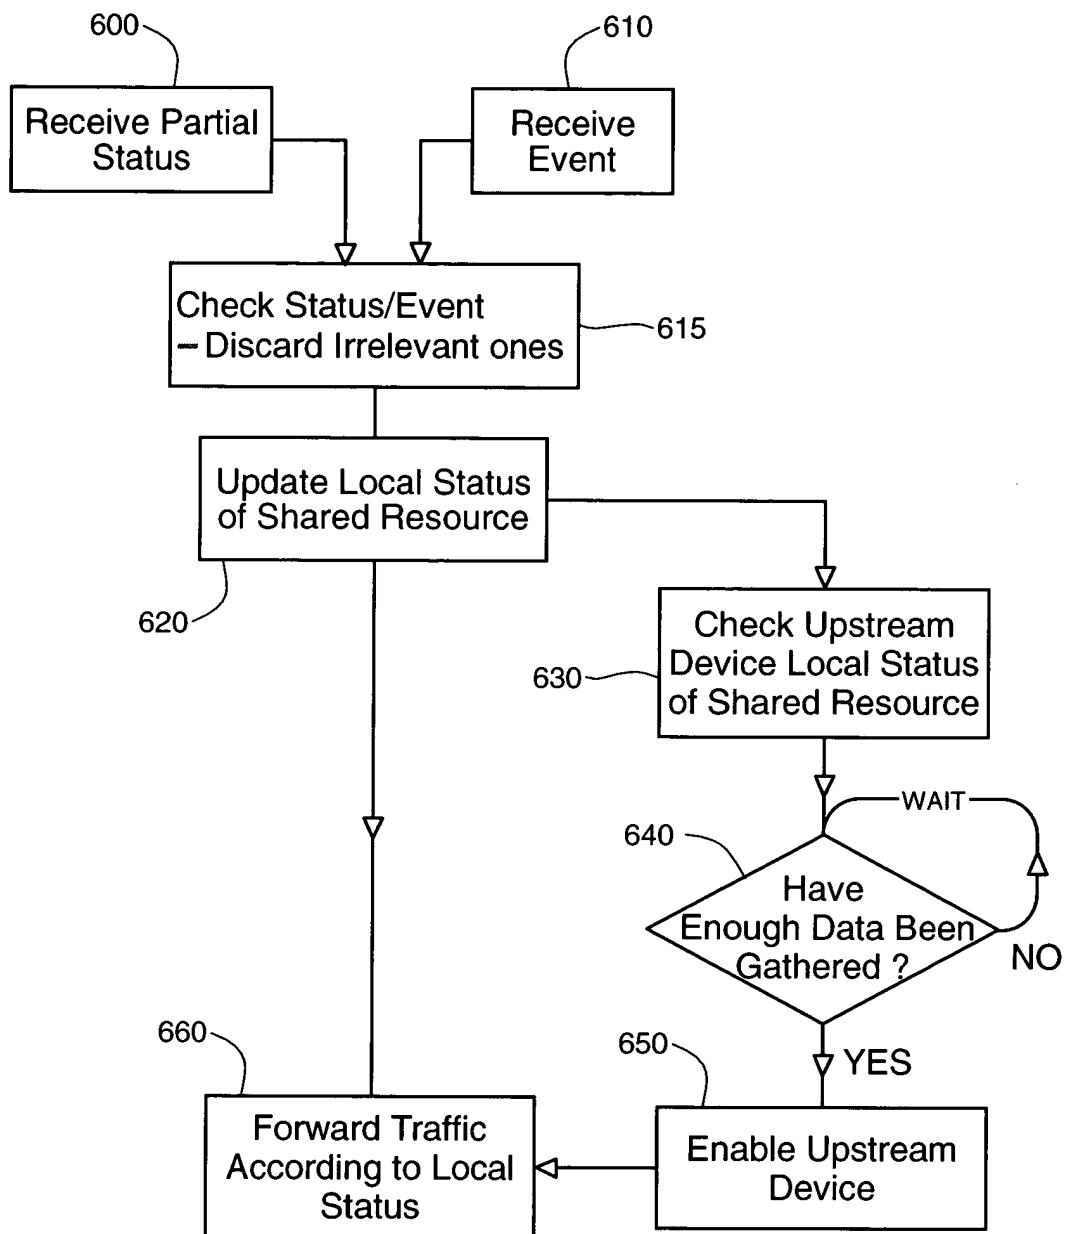 600
610
Receive Partial
Status
Receive
Event
Check Status/Event
– Discard Irrelevant ones
615
Update Local Status
of Shared Resource
620
Check Upstream
Device Local Status
of Shared Resource
630
WAIT
640
Have
Enough Data Been
Gathered ?
NO
660
650
YES
Forward Traffic
According to Local
Status
Enable Upstream
Device